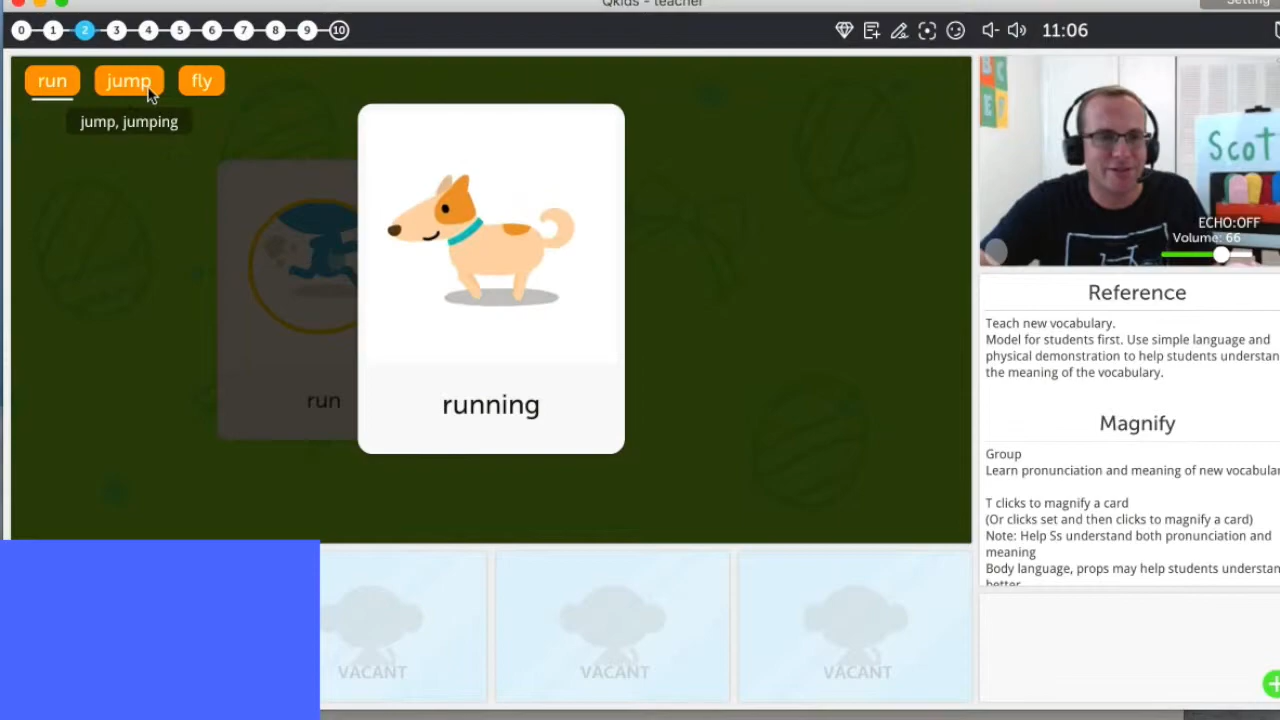 Qkids - teacher
Setting
0 1 2 3 4 5 6 7 8 9 10
11:06
run jump fly
jump, jumping
run
running
Scot
ECHO:OFF
Volume: 66
Reference
Teach new vocabulary.
Model for students first. Use simple language and
physical demonstration to help students understan
the meaning of the vocabulary.
Magnify
Group
Learn pronunciation and meaning of new vocabular
T clicks to magnify a card
(Or clicks set and then clicks to magnify a card)
Note: Help Ss understand both pronunciation and
meaning
Body language, props may help students understan
better
VACANT VACANT VACANT